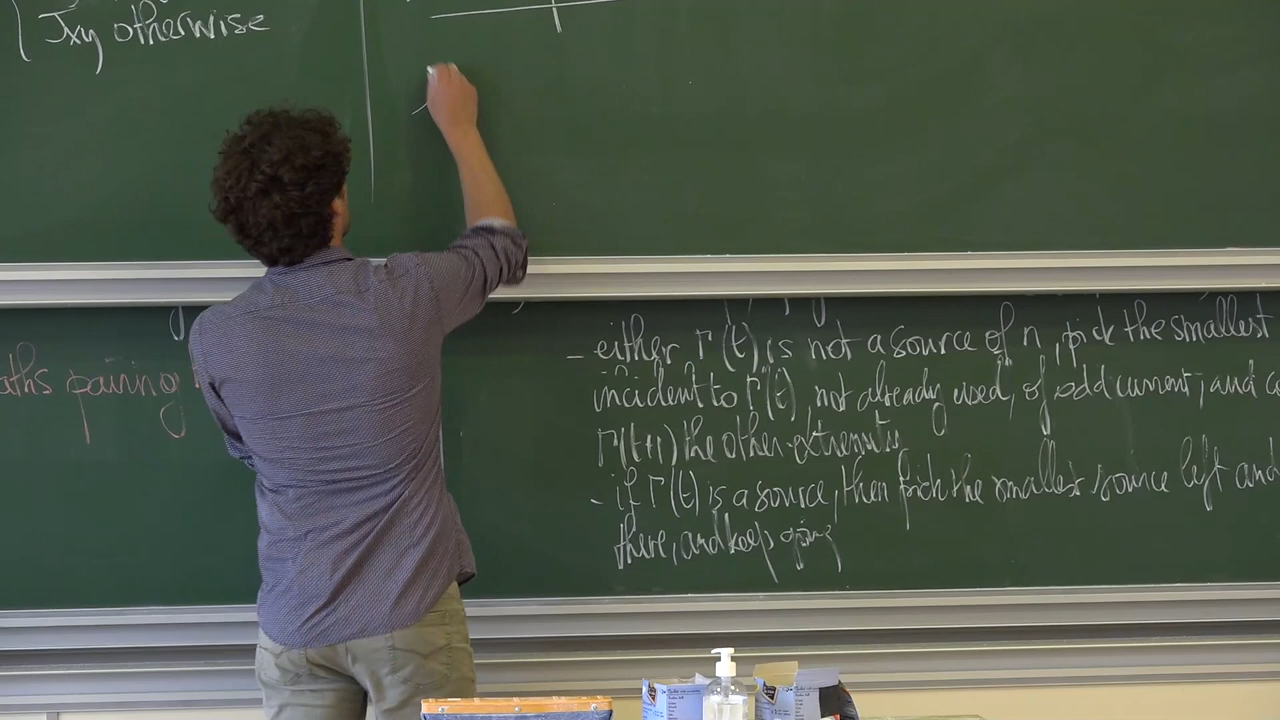 Jxy otherwise
aths pairing
- either Γ(t) is not a source of n, pick the smallest
incident to Γ(t), not already used, of odd current, and c
Γ(t+1) the other extremity
- if Γ(t) is a source, then pick the smallest source left and
there, and keep going